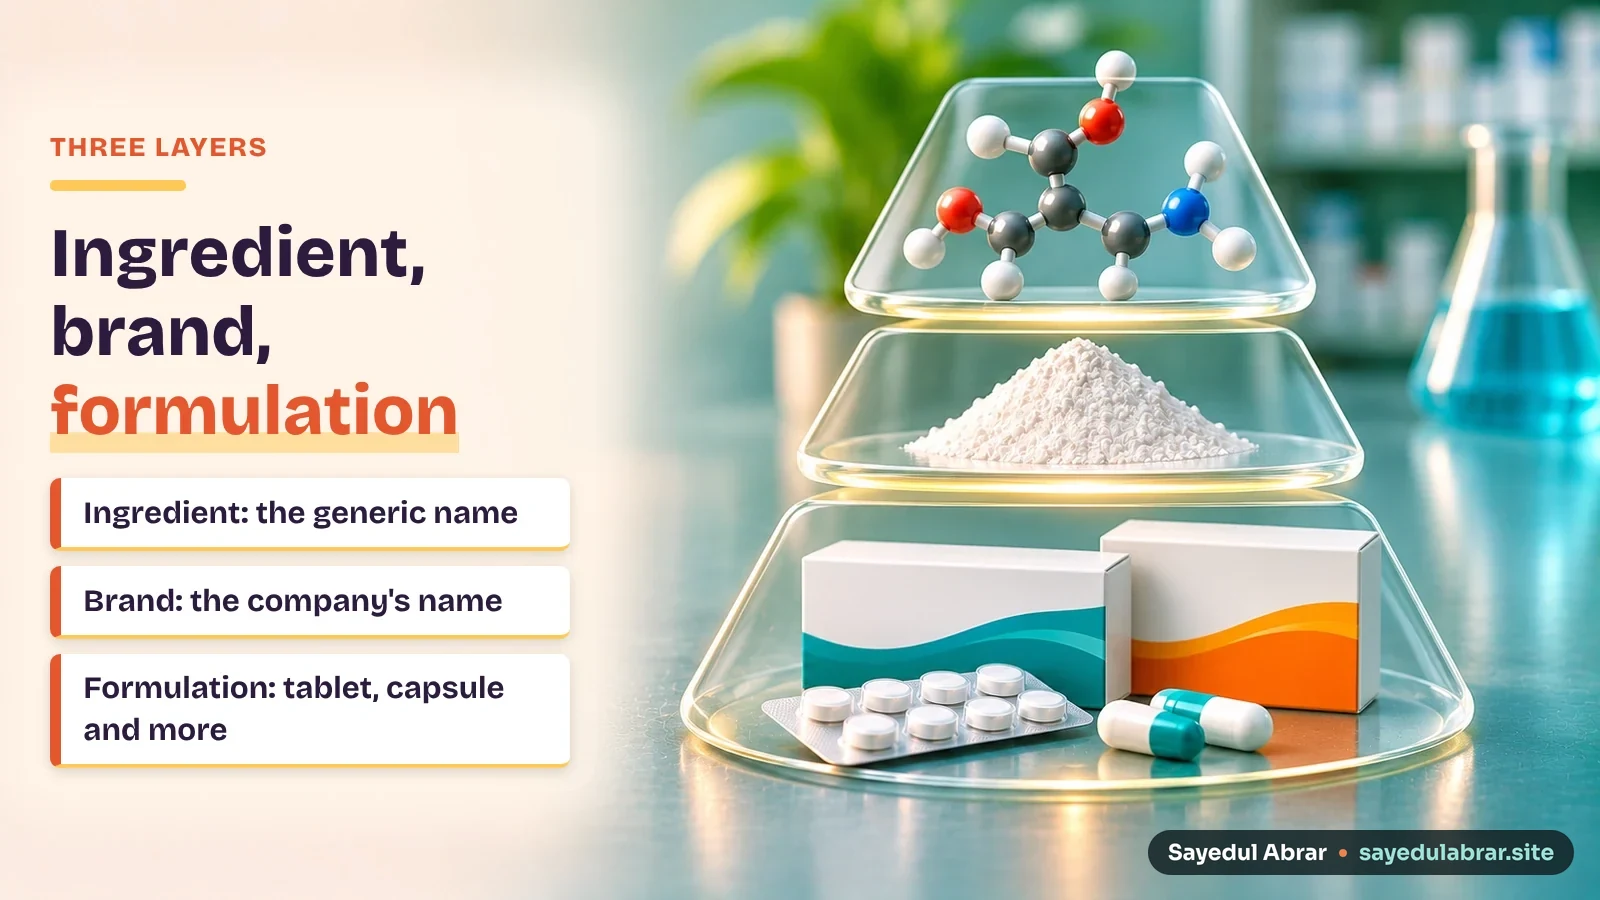 THREE LAYERS
Ingredient,
brand,
formulation
Ingredient: the generic name
Brand: the company's name
Formulation: tablet, capsule
and more
Sayedul Abrar • sayedulabrar.site